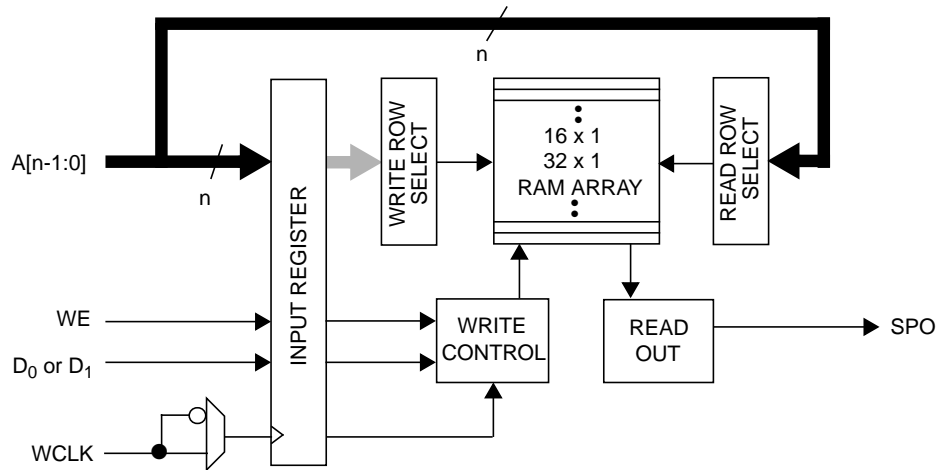 n
A[n-1:0]
n
INPUT REGISTER
WRITE ROW
SELECT
16 x 1
32 x 1
RAM ARRAY
READ ROW
SELECT
WE
D0 or D1
WCLK
WRITE
CONTROL
READ
OUT
SPO